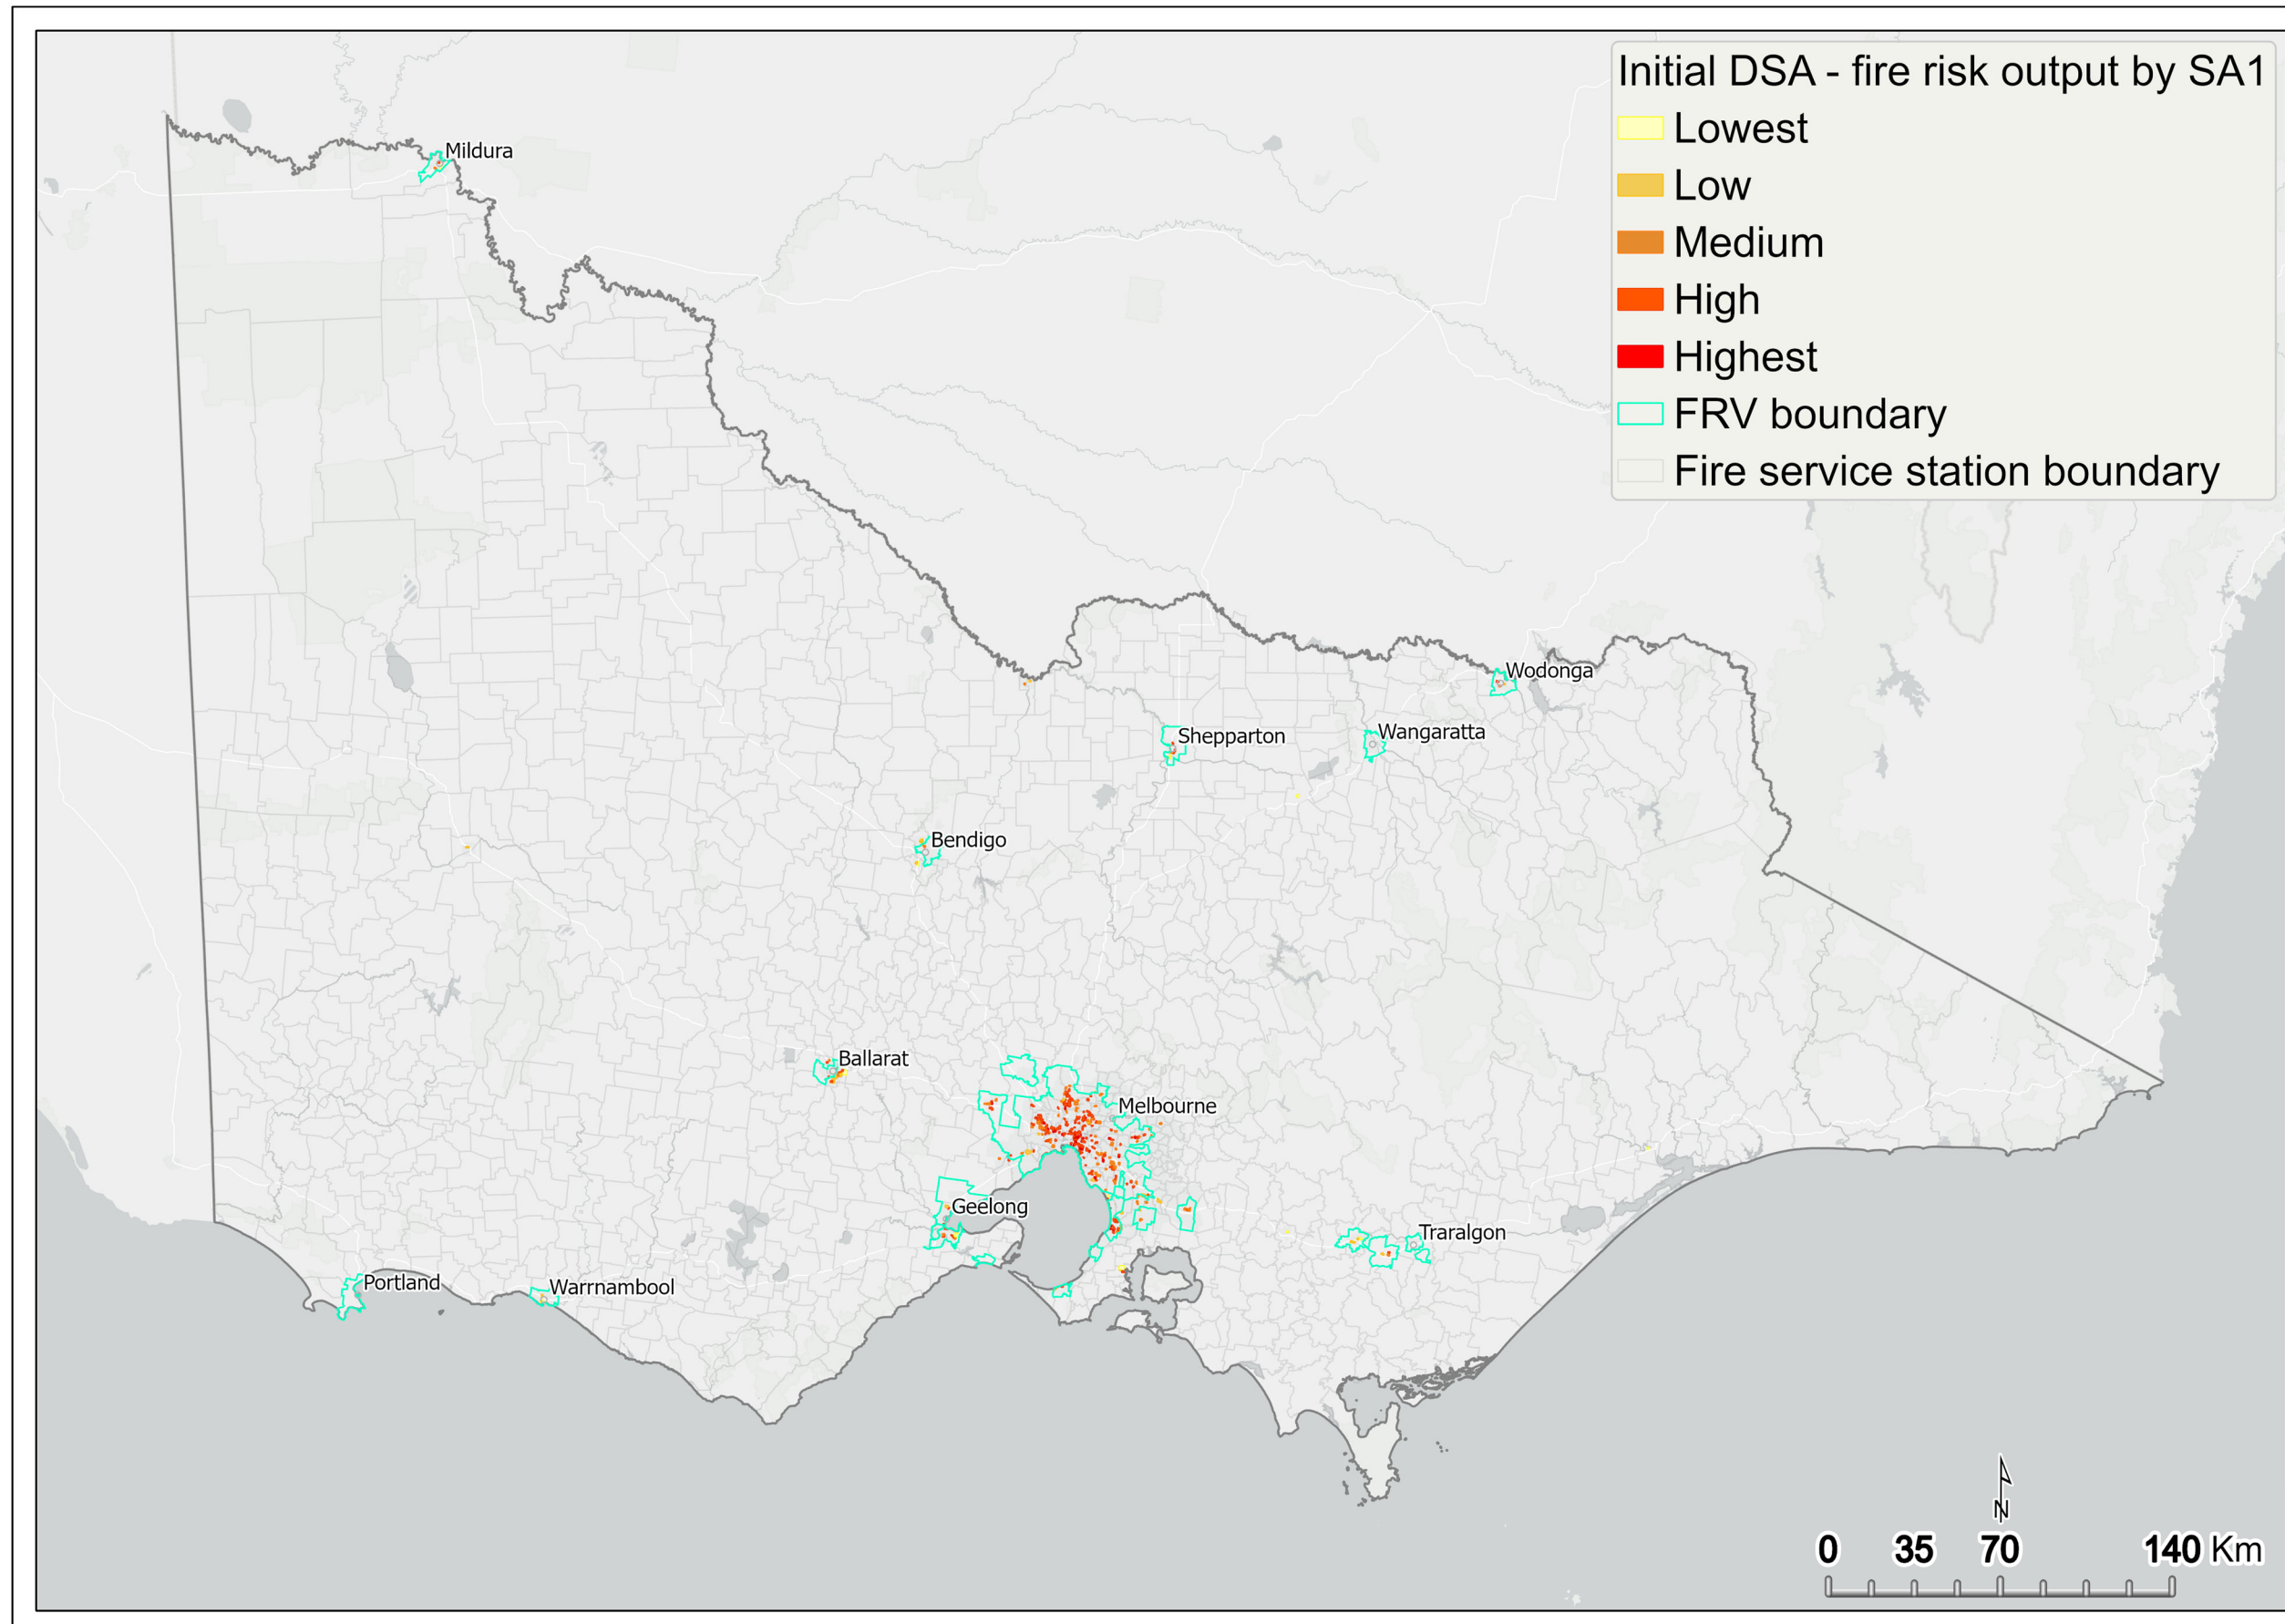 Initial DSA - fire risk output by SA1
Lowest
Low
Medium
High
Highest
FRV boundary
Fire service station boundary
Mildura
Wodonga
Shepparton
Wangaratta
Bendigo
Ballarat
Melbourne
Geelong
Traralgon
Portland
Warrnambool
N
0 35 70 140 Km